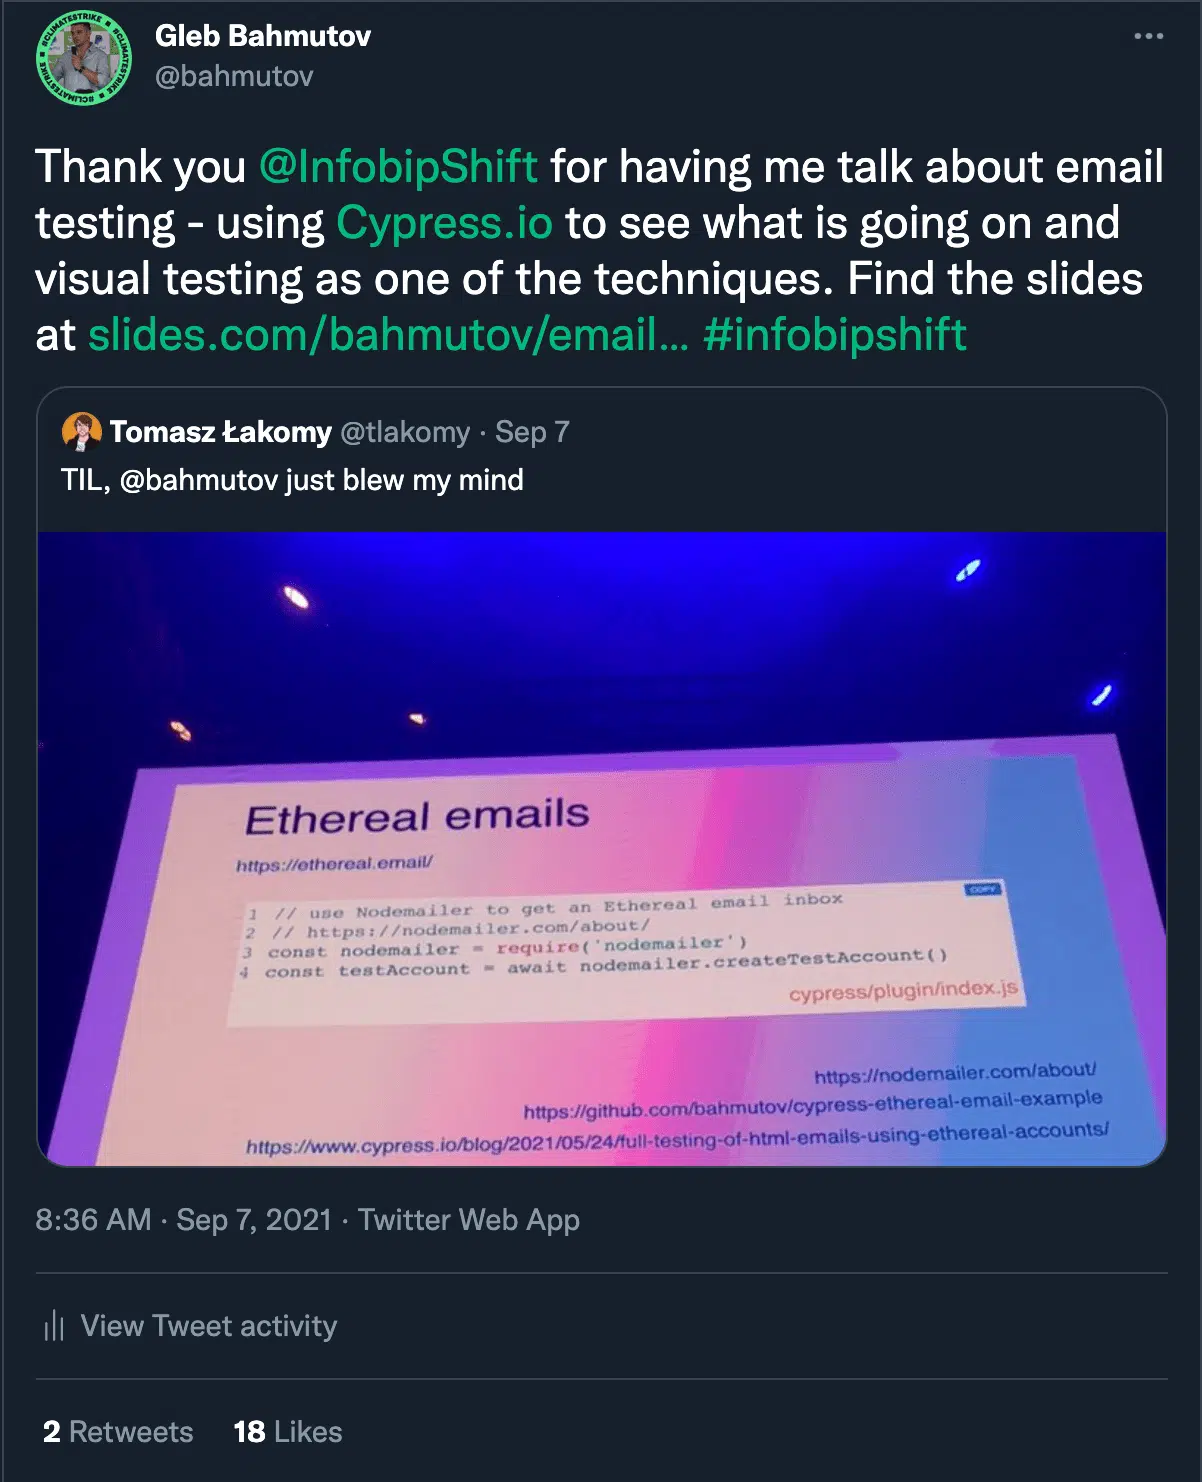 Gleb Bahmutov
@bahmutov
Thank you @InfobipShift for having me talk about email
testing - using Cypress.io to see what is going on and
visual testing as one of the techniques. Find the slides
at slides.com/bahmutov/email… #infobipshift
Tomasz Łakomy @tlakomy · Sep 7
TIL, @bahmutov just blew my mind
Ethereal emails
https://ethereal.email/
COPY
1 // use Nodemailer to get an Ethereal email inbox
2 // https://nodemailer.com/about/
3 const nodemailer = require('nodemailer')
4 const testAccount = await nodemailer.createTestAccount()
cypress/plugin/index.js
https://nodemailer.com/about/
https://github.com/bahmutov/cypress-ethereal-email-example
https://www.cypress.io/blog/2021/05/24/full-testing-of-html-emails-using-ethereal-accounts/
8:36 AM · Sep 7, 2021 · Twitter Web App
View Tweet activity
2 Retweets 18 Likes